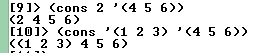 [9]> (cons 2 '(4 5 6))
(2 4 5 6)
[10]> (cons '(1 2 3) '(4 5 6))
((1 2 3) 4 5 6)